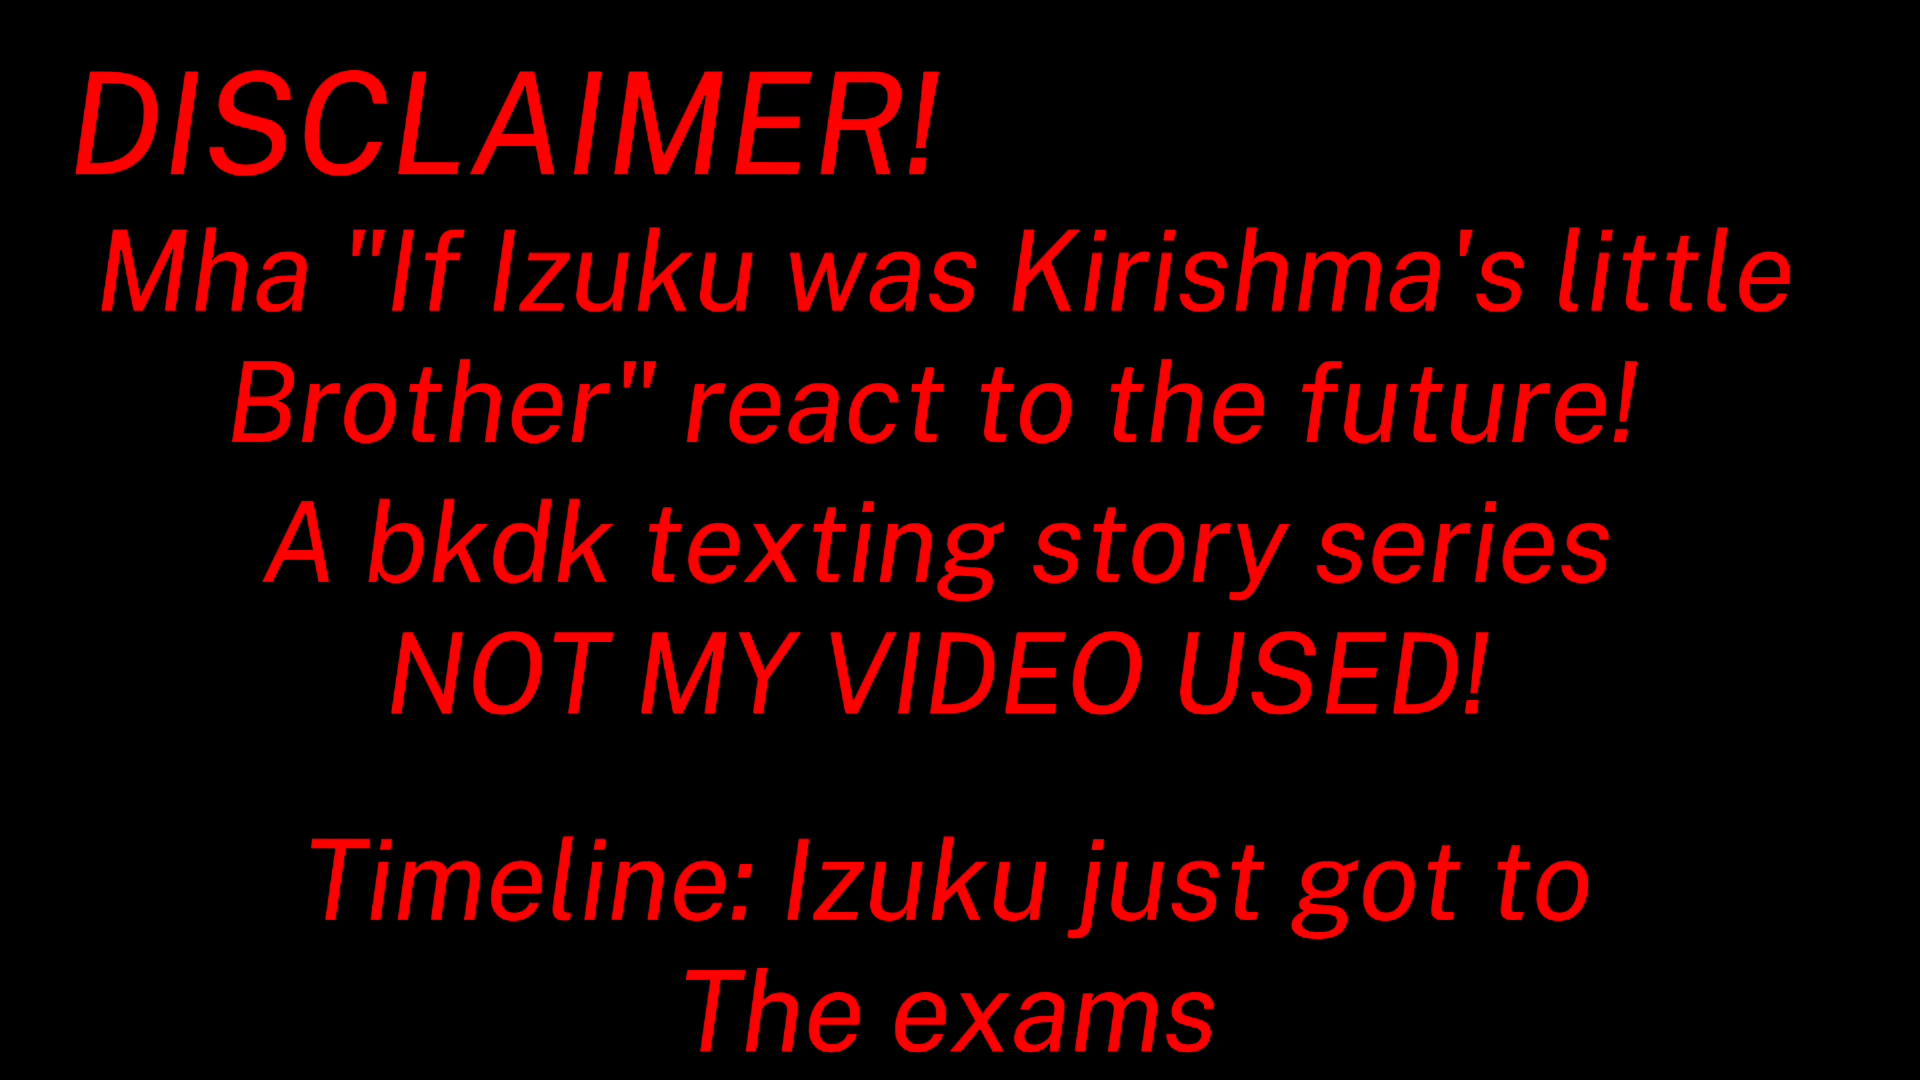 DISCLAIMER!
Mha "If Izuku was Kirishma's little
Brother" react to the future!
A bkdk texting story series
NOT MY VIDEO USED!
Timeline: Izuku just got to
The exams